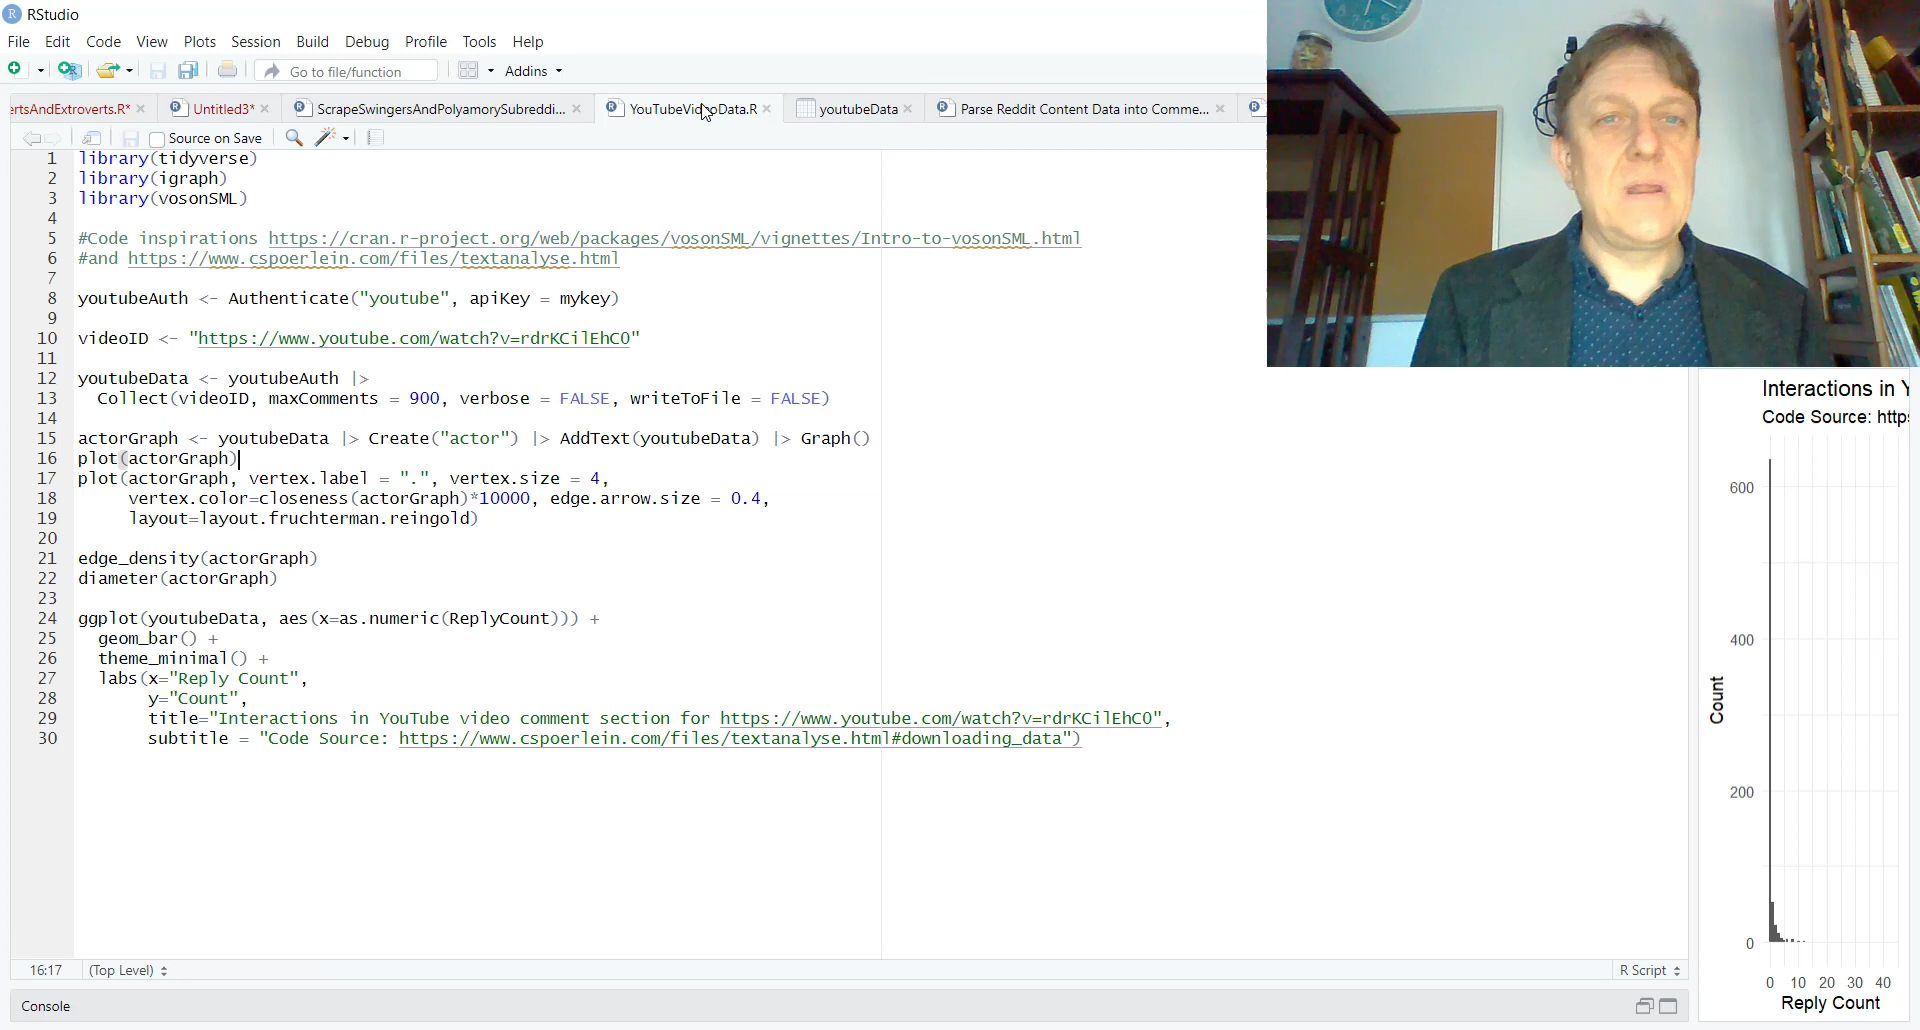 RStudio
File Edit Code View Plots Session Build Debug Profile Tools Help
Go to file/function Addins
ertsAndExtroverts.R* Untitled3* ScrapeSwingersAndPolyamorySubreddi... YouTubeVideoData.R youtubeData Parse Reddit Content Data into Comme...
Source on Save
1 library(tidyverse)
2 library(igraph)
3 library(vosonSML)
4
5 #Code inspirations https://cran.r-project.org/web/packages/vosonSML/vignettes/Intro-to-vosonSML.html
6 #and https://www.cspoerlein.com/files/textanalyse.html
7
8 youtubeAuth <- Authenticate("youtube", apiKey = mykey)
9
10 videoID <- "https://www.youtube.com/watch?v=rdrKCilEhC0"
11
12 youtubeData <- youtubeAuth |>
13 Collect(videoID, maxComments = 900, verbose = FALSE, writeToFile = FALSE)
14
15 actorGraph <- youtubeData |> Create("actor") |> AddText(youtubeData) |> Graph()
16 plot(actorGraph)
17 plot(actorGraph, vertex.label = ".", vertex.size = 4,
18 vertex.color=closeness(actorGraph)*10000, edge.arrow.size = 0.4,
19 layout=layout.fruchterman.reingold)
20
21 edge_density(actorGraph)
22 diameter(actorGraph)
23
24 ggplot(youtubeData, aes(x=as.numeric(ReplyCount))) +
25 geom_bar() +
26 theme_minimal() +
27 labs(x="Reply Count",
28 y="Count",
29 title="Interactions in YouTube video comment section for https://www.youtube.com/watch?v=rdrKCilEhC0",
30 subtitle = "Code Source: https://www.cspoerlein.com/files/textanalyse.html#downloading_data")
16:17 (Top Level) R Script
Console
Interactions in Y
Code Source: http
600
400
200
0
Count
0 10 20 30 40
Reply Count